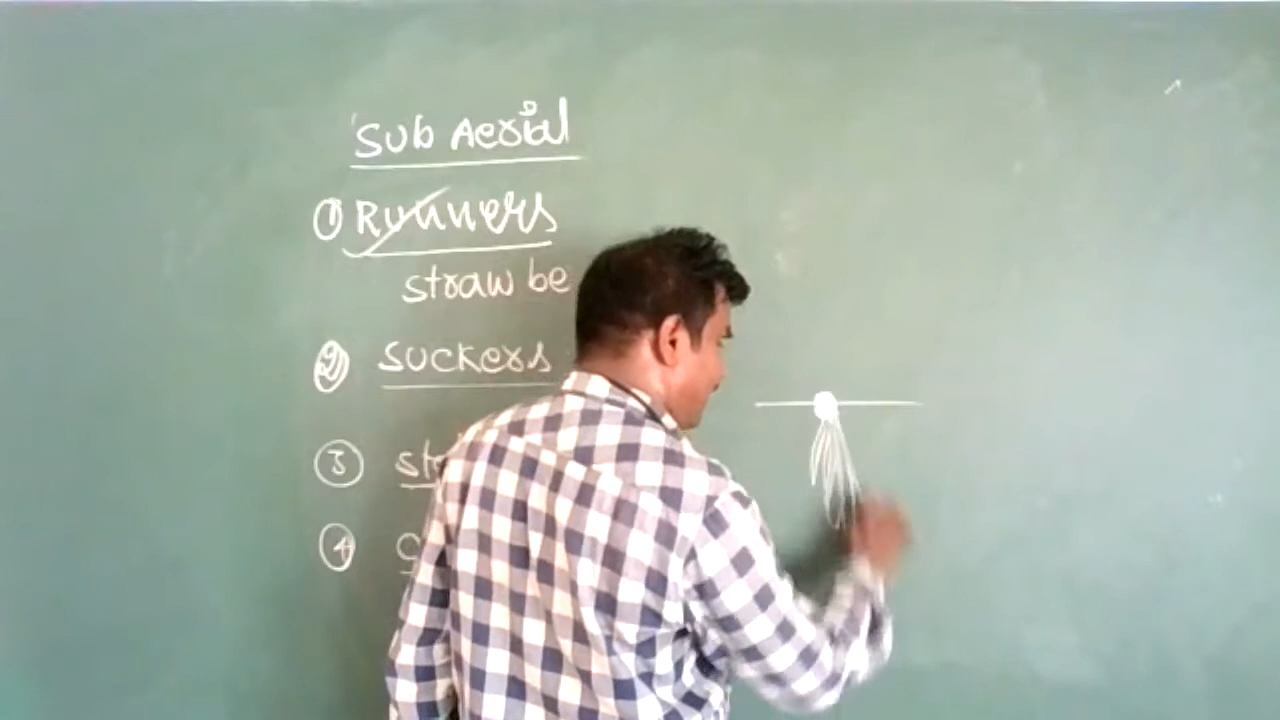 Sub Aerial
① Runners
straw be
② suckers
③
④